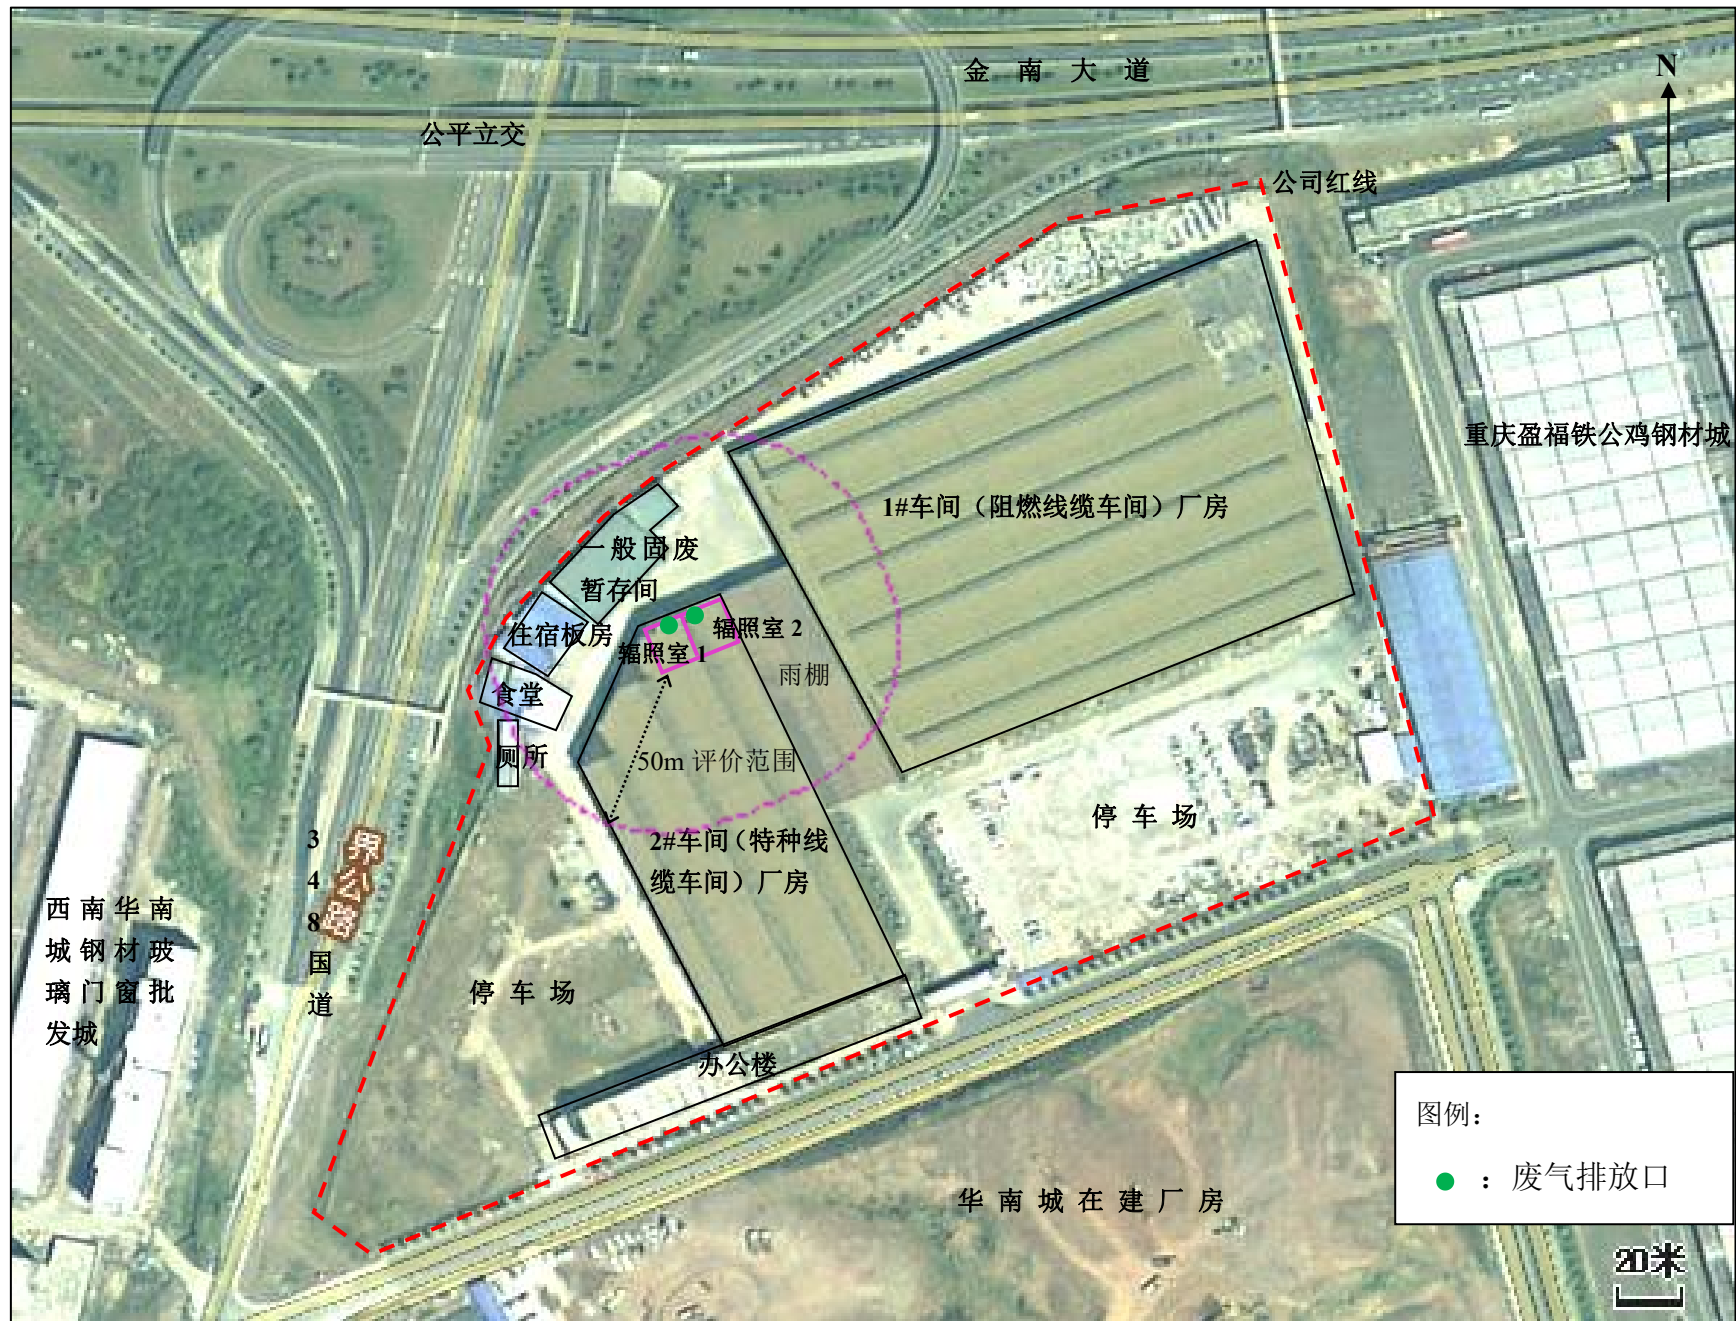 金南大道
N
公平立交
公司红线
重庆盈福铁公鸡钢材城
1#车间（阻燃线缆车间）厂房
一般固废
暂存间
住宿板房
辐照室 2
辐照室 1
雨棚
食堂
厕所
50m 评价范围
停车场
2#车间（特种线
缆车间）厂房
348国道
界公路
西南华南
城钢材玻
璃门窗批
发城
停车场
办公楼
华南城在建厂房
图例：
：废气排放口
20米